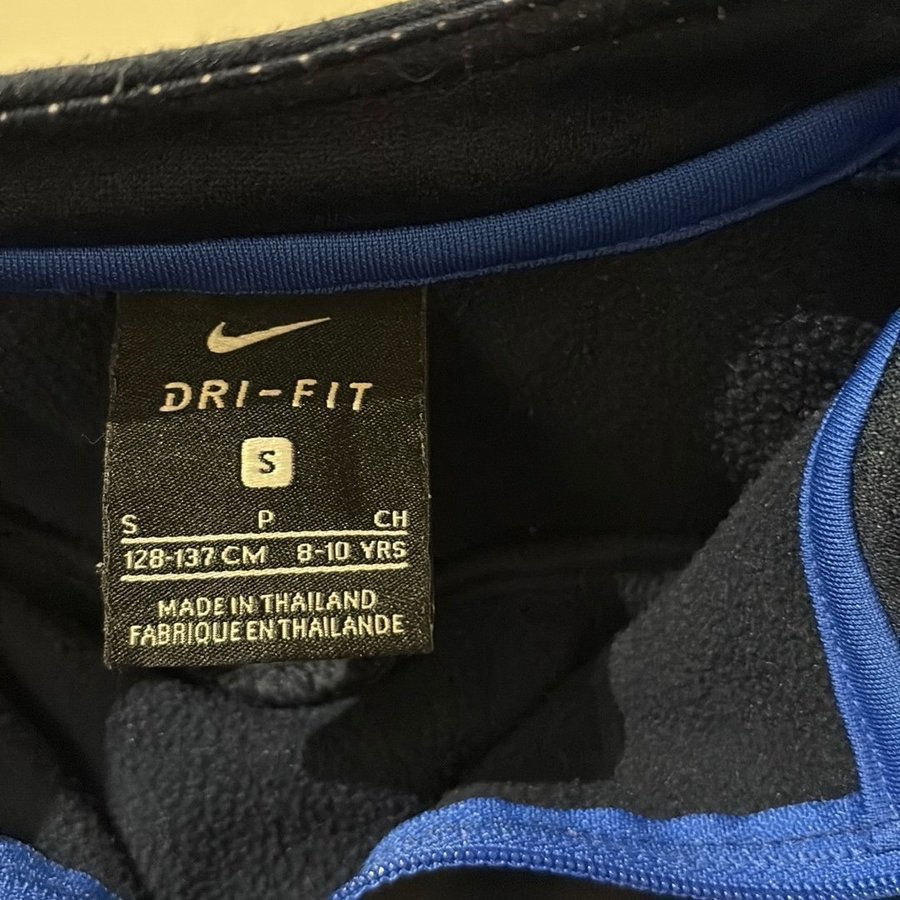 DRI-FIT
S
S P CH
128-137 CM 8-10 YRS
MADE IN THAILAND
FABRIQUE EN THAILANDE